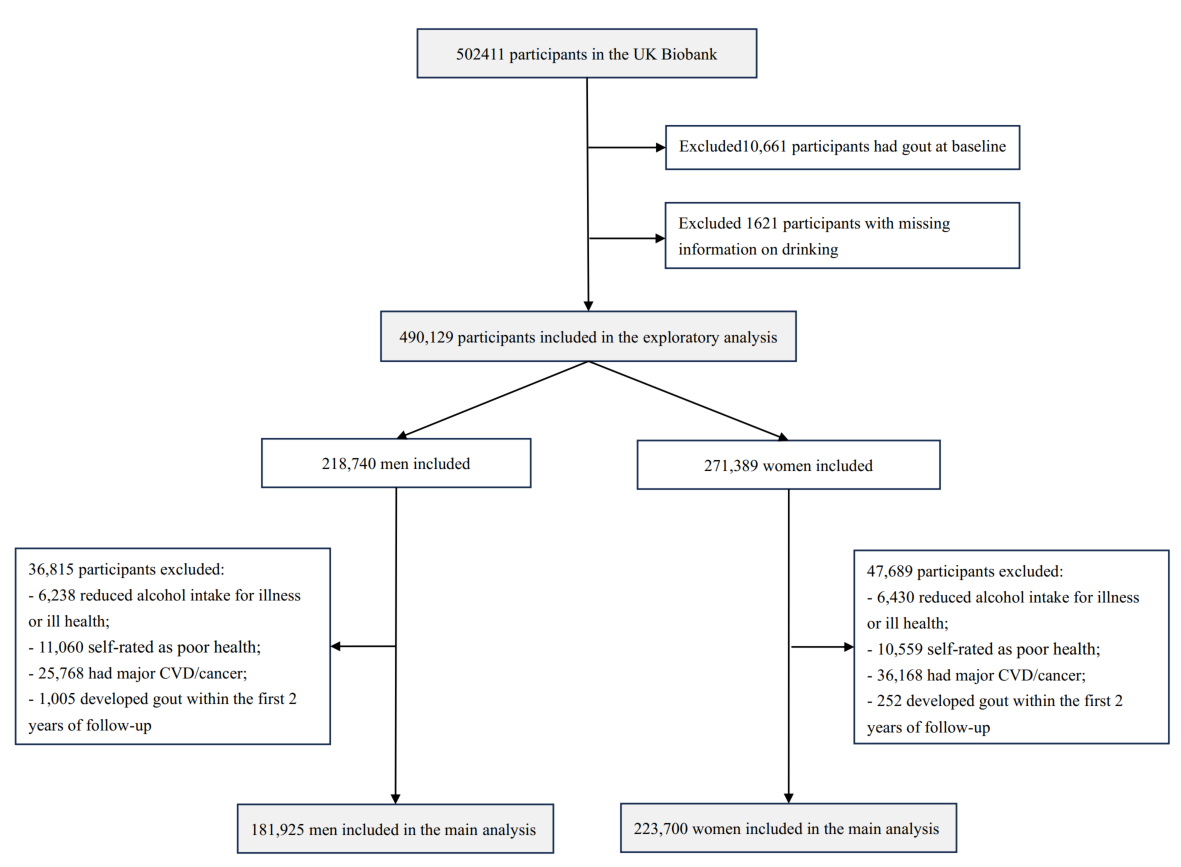 502411 participants in the UK Biobank
Excluded10,661 participants had gout at baseline
Excluded 1621 participants with missing
information on drinking
490,129 participants included in the exploratory analysis
218,740 men included
271,389 women included
36,815 participants excluded:
- 6,238 reduced alcohol intake for illness
or ill health;
- 11,060 self-rated as poor health;
- 25,768 had major CVD/cancer;
- 1,005 developed gout within the first 2
years of follow-up
47,689 participants excluded:
- 6,430 reduced alcohol intake for illness
or ill health;
- 10,559 self-rated as poor health;
- 36,168 had major CVD/cancer;
- 252 developed gout within the first 2
years of follow-up
181,925 men included in the main analysis
223,700 women included in the main analysis